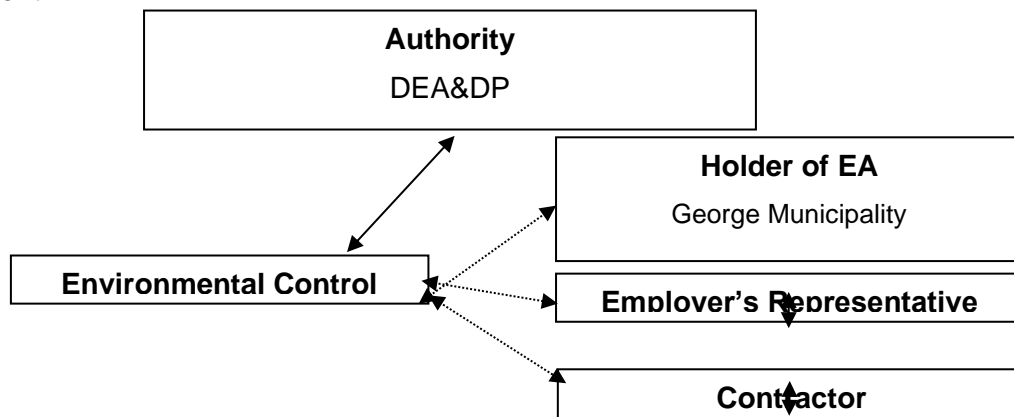 Authority
DEA&DP
Holder of EA
George Municipality
Environmental Control
Employer’s Representative
Contractor